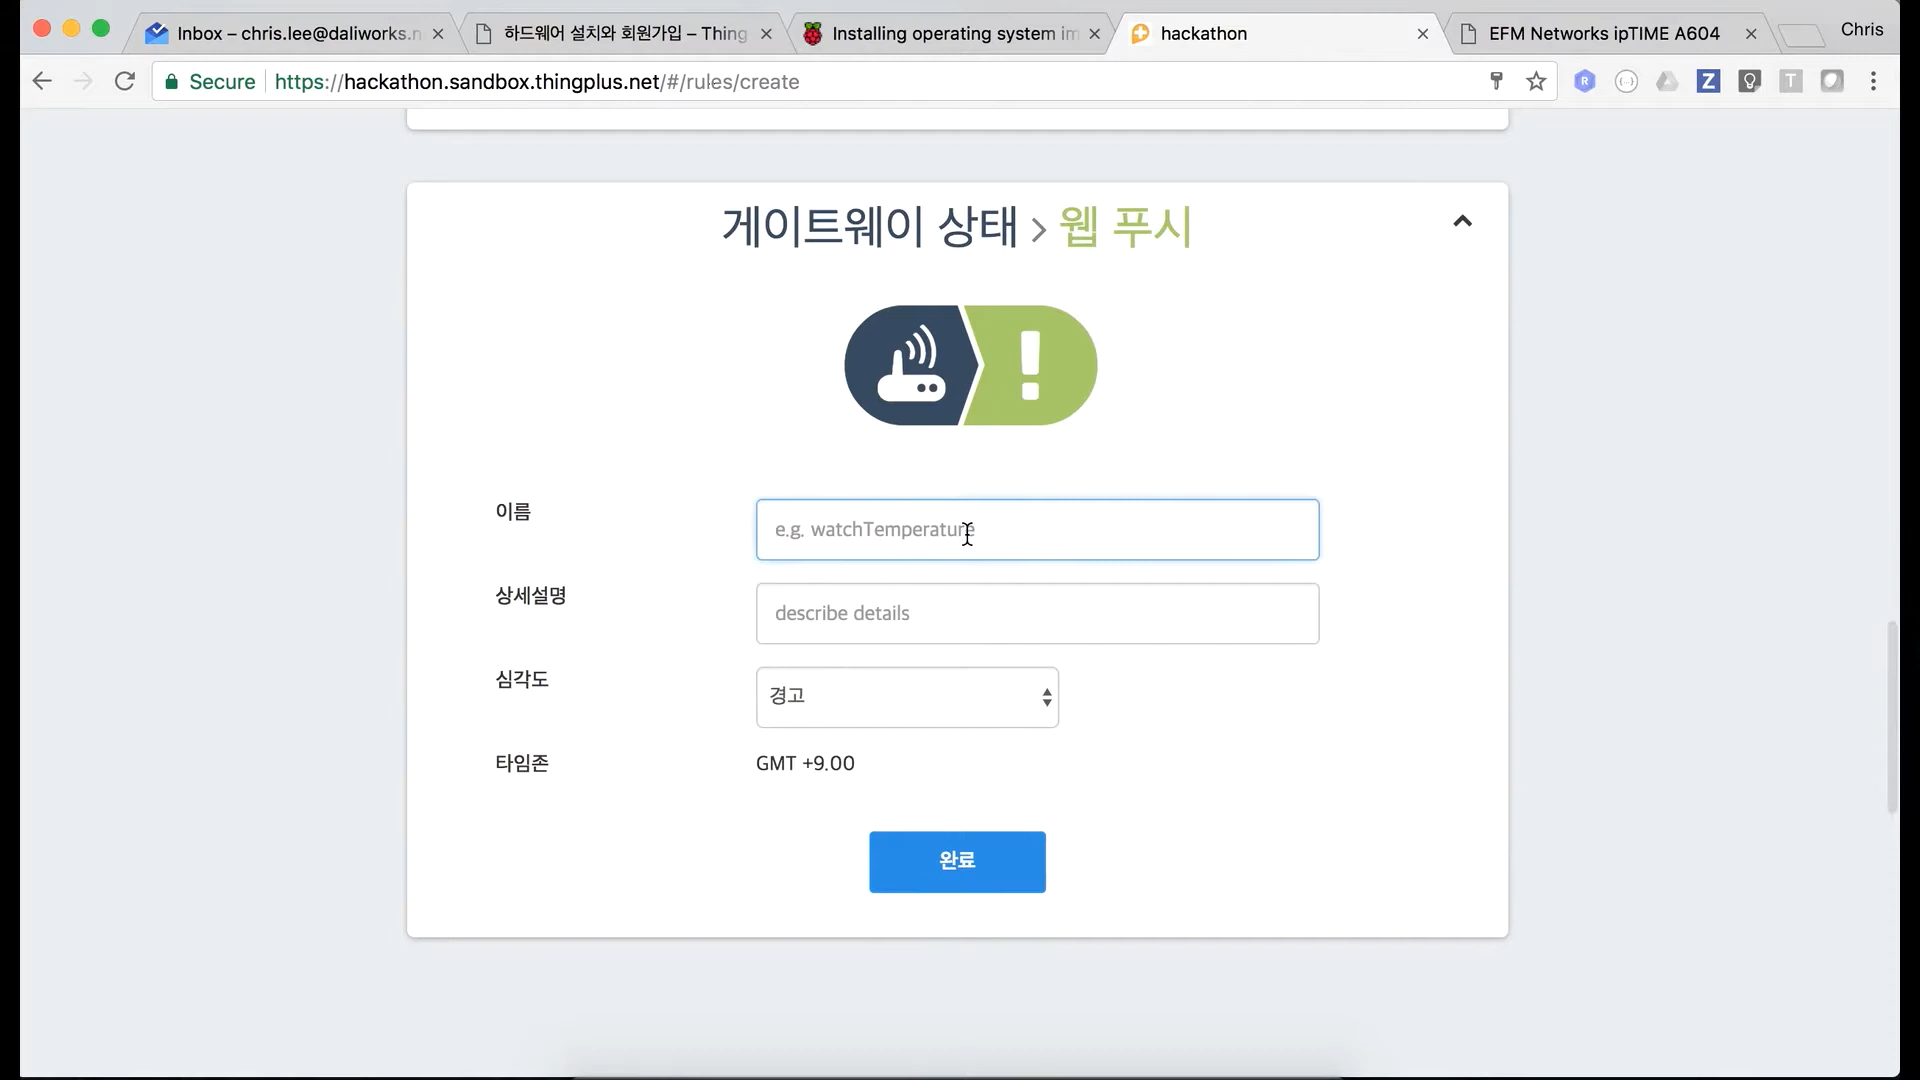 Inbox – chris.lee@daliworks.n
하드웨어 설치와 회원가입 – Thing
Installing operating system im
hackathon
EFM Networks ipTIME A604
Chris
Secure
https://hackathon.sandbox.thingplus.net/#/rules/create
게이트웨이 상태 > 웹 푸시
이름
e.g. watchTemperature
상세설명
describe details
심각도
경고
타임존
GMT +9.00
완료